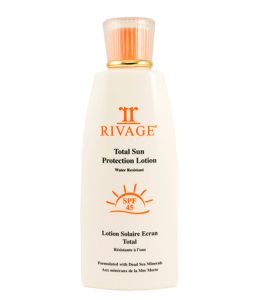 RIVAGE®
Total Sun
Protection Lotion
Water Resistant
SPF
45
Lotion Solaire Ecran
Total
Résistante à l'eau
Formulated with Dead Sea Minerals
Aux minéraux de la Mer Morte